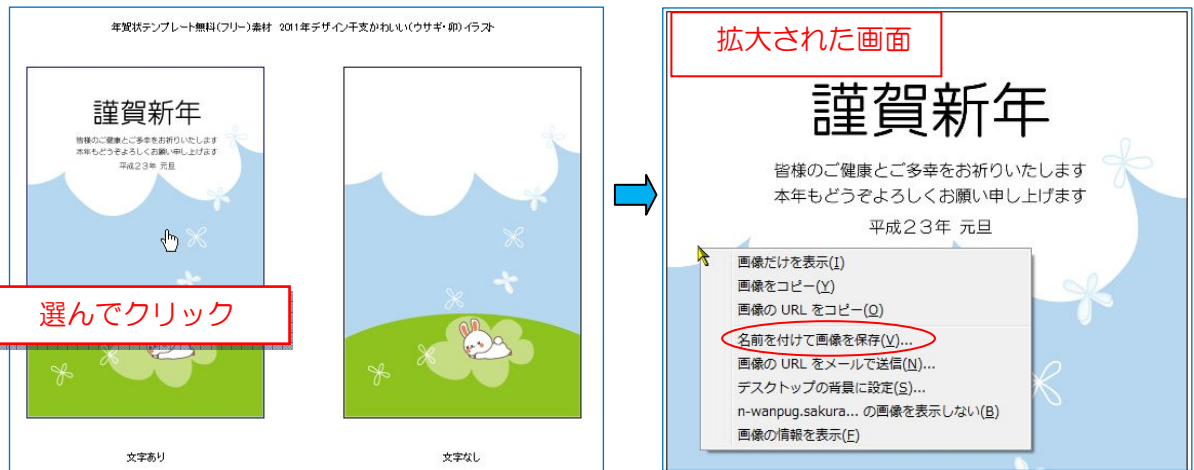 年賀状テンプレート無料(フリー)素材 2011年デザイン干支かわいい(ウサギ・卯)イラスト
謹賀新年
皆様のご健康とご多幸をお祈りいたします
本年もどうぞよろしくお願い申し上げます
平成23年 元旦
選んでクリック
文字あり
文字なし
拡大された画面
謹賀新年
皆様のご健康とご多幸をお祈りいたします
本年もどうぞよろしくお願い申し上げます
平成23年 元旦
画像だけを表示(I)
画像をコピー(Y)
画像の URL をコピー(O)
名前を付けて画像を保存(V)...
画像の URL をメールで送信(N)...
デスクトップの背景に設定(S)...
n-wanpug.sakura... の画像を表示しない(B)
画像の情報を表示(F)